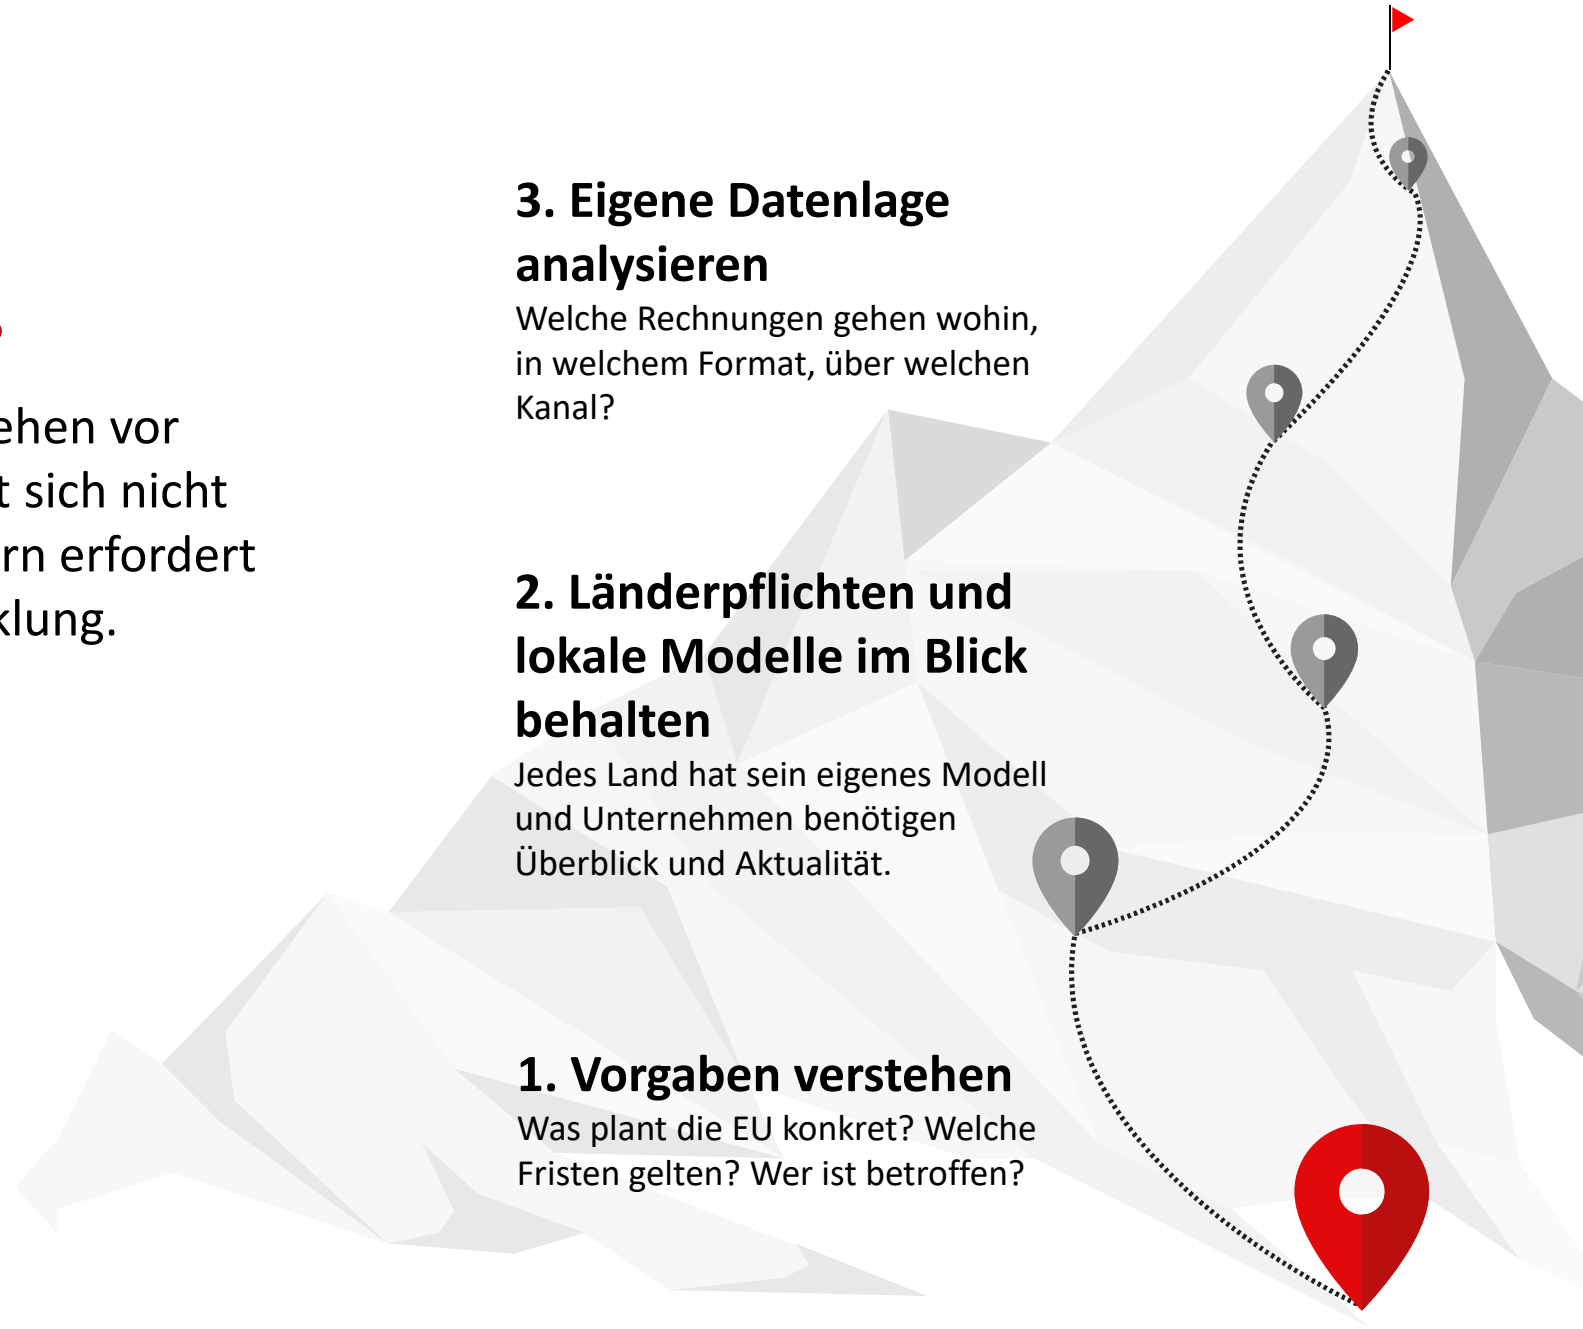 ehen vor
t sich nicht
rn erfordert
klung.
3. Eigene Datenlage
analysieren
Welche Rechnungen gehen wohin,
in welchem Format, über welchen
Kanal?
2. Länderpflichten und
lokale Modelle im Blick
behalten
Jedes Land hat sein eigenes Modell
und Unternehmen benötigen
Überblick und Aktualität.
1. Vorgaben verstehen
Was plant die EU konkret? Welche
Fristen gelten? Wer ist betroffen?